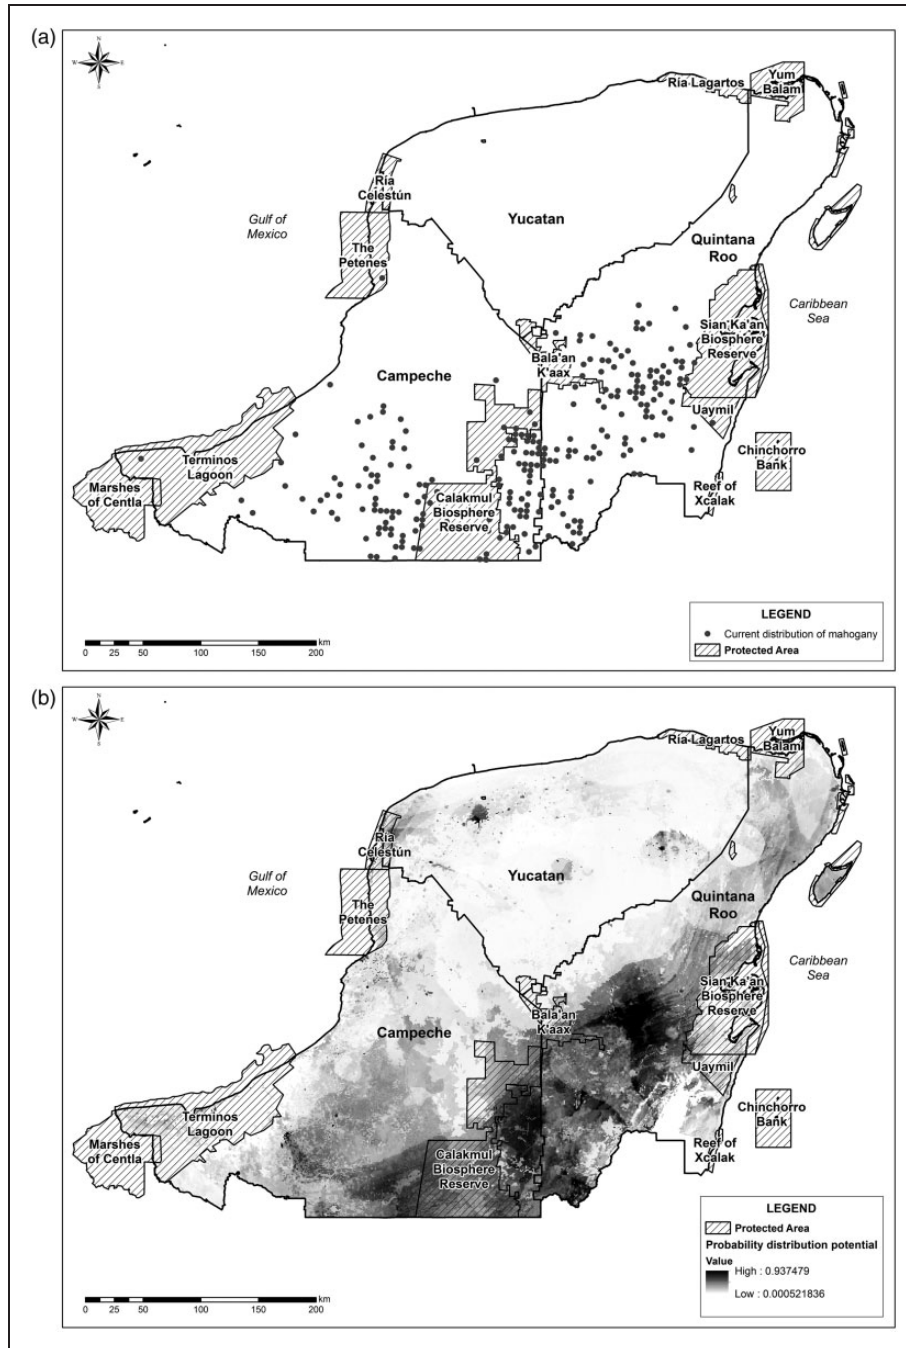 (a)
N
W
E
S
Ría Lagartos
Yum
Balam
Ría
Celestún
Gulf of
Mexico
Yucatan
The
Petenes
Quintana
Roo
Caribbean
Sea
Sian Ka'an
Biosphere
Reserve
Bala'an
K'aax
Campeche
Uaymil
Chinchorro
Bank
Terminos
Lagoon
Marshes
of Centla
Reef of
Xcalak
Calakmul
Biosphere
Reserve
LEGEND
Current distribution of mahogany
Protected Area
km
0 25 50 100 150 200
(b)
N
W
E
S
Ría Lagartos
Yum
Balam
Ría
Celestún
Gulf of
Mexico
Yucatan
The
Petenes
Quintana
Roo
Caribbean
Sea
Sian Ka'an
Biosphere
Reserve
Bala'an
K'aax
Campeche
Uaymil
Chinchorro
Bank
Terminos
Lagoon
Marshes
of Centla
Reef of
Xcalak
Calakmul
Biosphere
Reserve
LEGEND
Protected Area
Probability distribution potential
Value
High : 0.937479
Low : 0.000521836
km
0 25 50 100 150 200